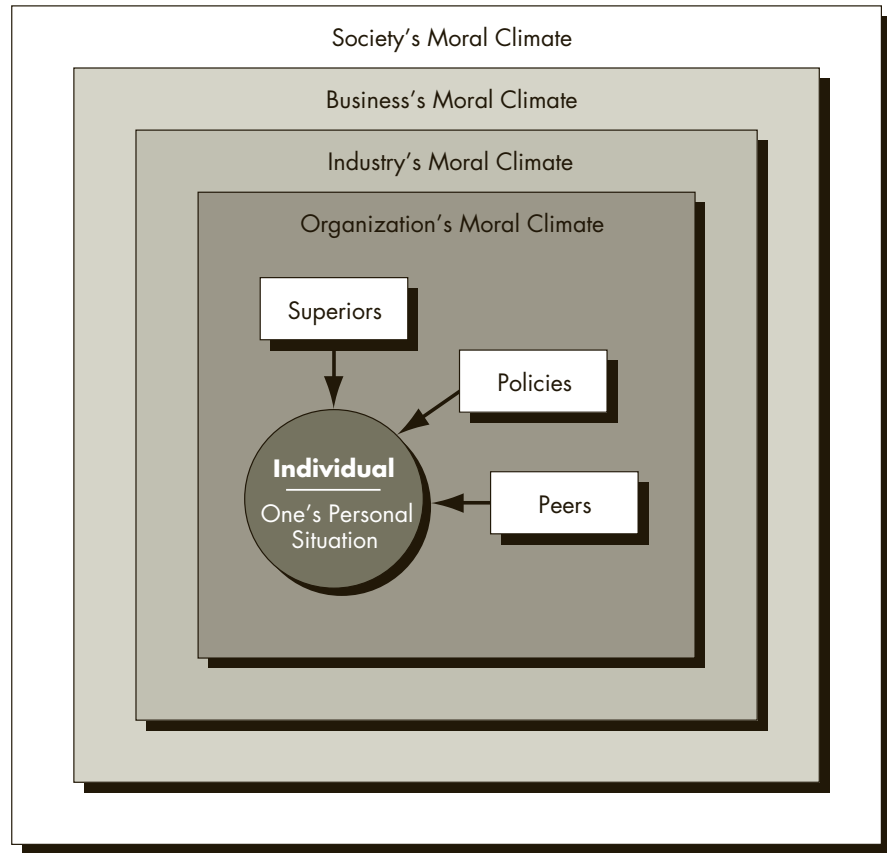 Society’s Moral Climate
Business’s Moral Climate
Industry’s Moral Climate
Organization’s Moral Climate
Superiors
Policies
Individual
One’s Personal
Situation
Peers